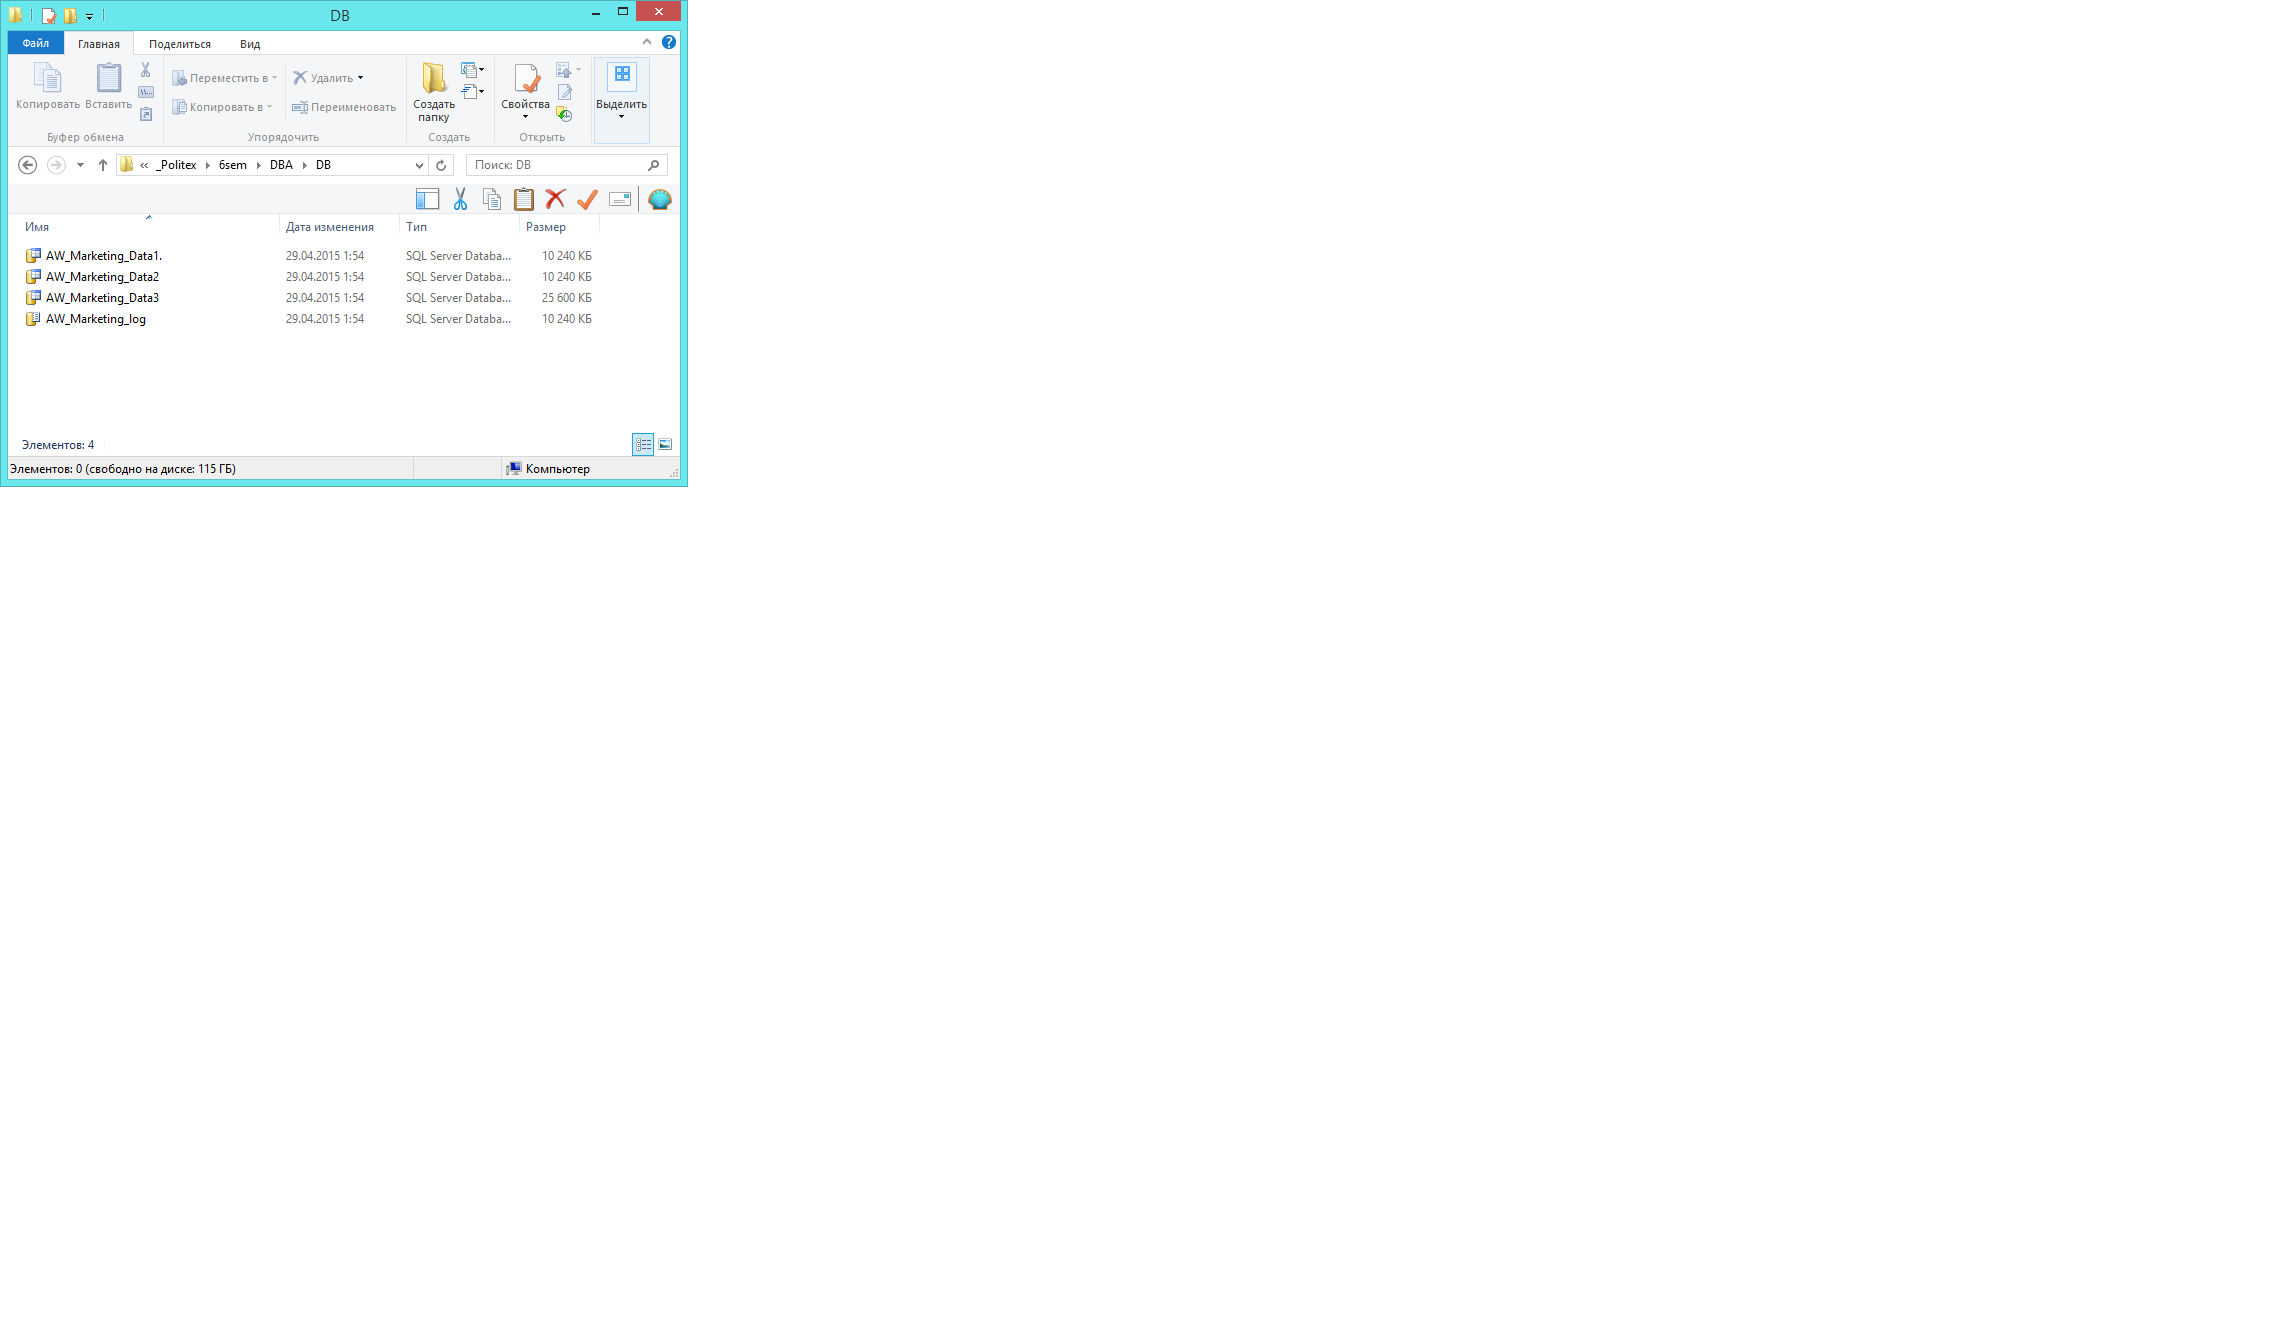 DB
Файл Главная Поделиться Вид
Копировать Вставить Переместить в Копировать в Удалить Переименовать Создать папку Свойства Выделить
Буфер обмена Упорядочить Создать Открыть
« _Politex 6sem DBA DB Поиск: DB
Имя Дата изменения Тип Размер
AW_Marketing_Data1. 29.04.2015 1:54 SQL Server Databa... 10 240 КБ
AW_Marketing_Data2 29.04.2015 1:54 SQL Server Databa... 10 240 КБ
AW_Marketing_Data3 29.04.2015 1:54 SQL Server Databa... 25 600 КБ
AW_Marketing_log 29.04.2015 1:54 SQL Server Databa... 10 240 КБ
Элементов: 4
Элементов: 0 (свободно на диске: 115 ГБ) Компьютер